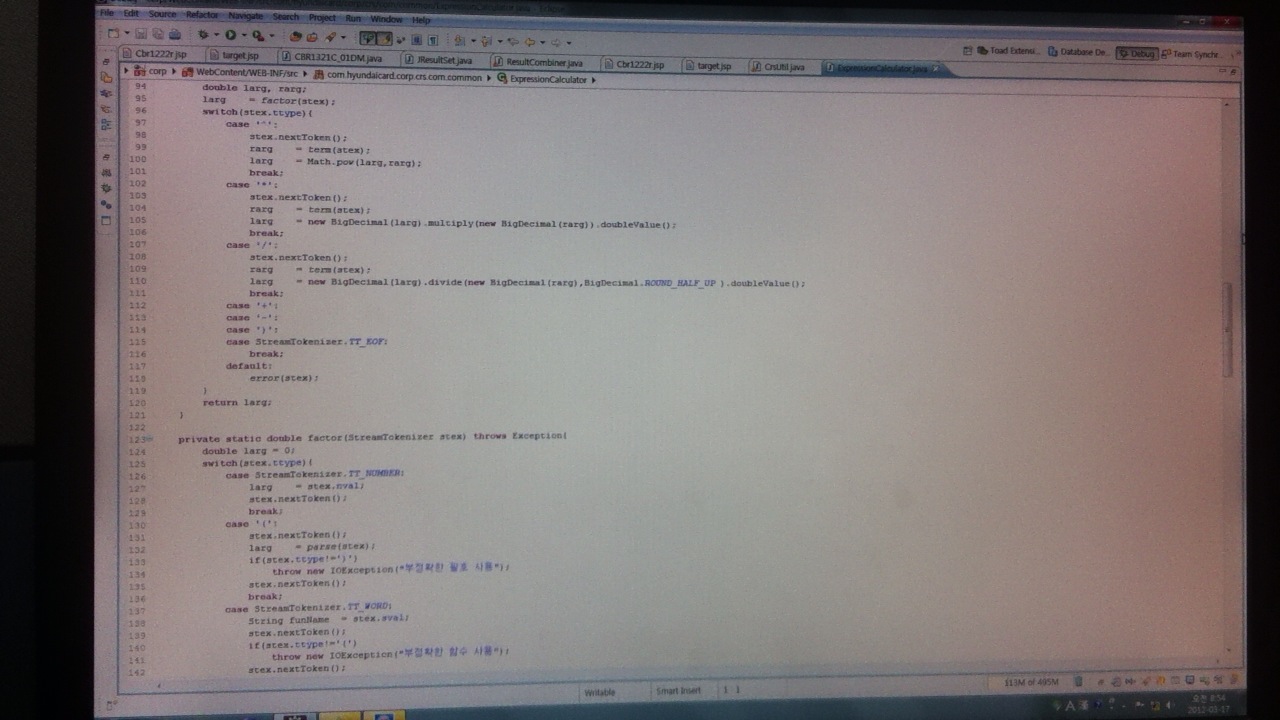 File Edit Source Refactor Navigate Search Project Run Window Help
Toad Extensi... Database De... Debug Team Synchr...
Cbr1222r.jsp target.jsp CBR1321C_01DM.java JResultSet.java ResultCombiner.java Cbr1222r.jsp target.jsp CrsUtil.java ExpressionCalculator.java
corp WebContent/WEB-INF/src com.hyundaicard.corp.crs.com.common ExpressionCalculator
94 double larg, rarg;
95 larg = factor(stex);
96 switch(stex.ttype){
97 case '^':
98 stex.nextToken();
99 rarg = term(stex);
100 larg = Math.pow(larg,rarg);
101 break;
102 case '*':
103 stex.nextToken();
104 rarg = term(stex);
105 larg = new BigDecimal(larg).multiply(new BigDecimal(rarg)).doubleValue();
106 break;
107 case '/':
108 stex.nextToken();
109 rarg = term(stex);
110 larg = new BigDecimal(larg).divide(new BigDecimal(rarg),BigDecimal.ROUND_HALF_UP ).doubleValue();
111 break;
112 case '+':
113 case '-':
114 case ')':
115 case StreamTokenizer.TT_EOF:
116 break;
117 default:
118 error(stex);
119 }
120 return larg;
121 }
122
123 private static double factor(StreamTokenizer stex) throws Exception{
124 double larg = 0;
125 switch(stex.ttype){
126 case StreamTokenizer.TT_NUMBER:
127 larg = stex.nval;
128 stex.nextToken();
129 break;
130 case '(':
131 stex.nextToken();
132 larg = parse(stex);
133 if(stex.ttype!=')')
134 throw new IOException("부정확한 괄호 사용");
135 stex.nextToken();
136 break;
137 case StreamTokenizer.TT_WORD:
138 String funName = stex.sval;
139 stex.nextToken();
140 if(stex.ttype!='(')
141 throw new IOException("부정확한 함수 사용");
142 stex.nextToken();
Writable Smart Insert 1 : 1 113M of 495M
오전 8:54
2012-03-17